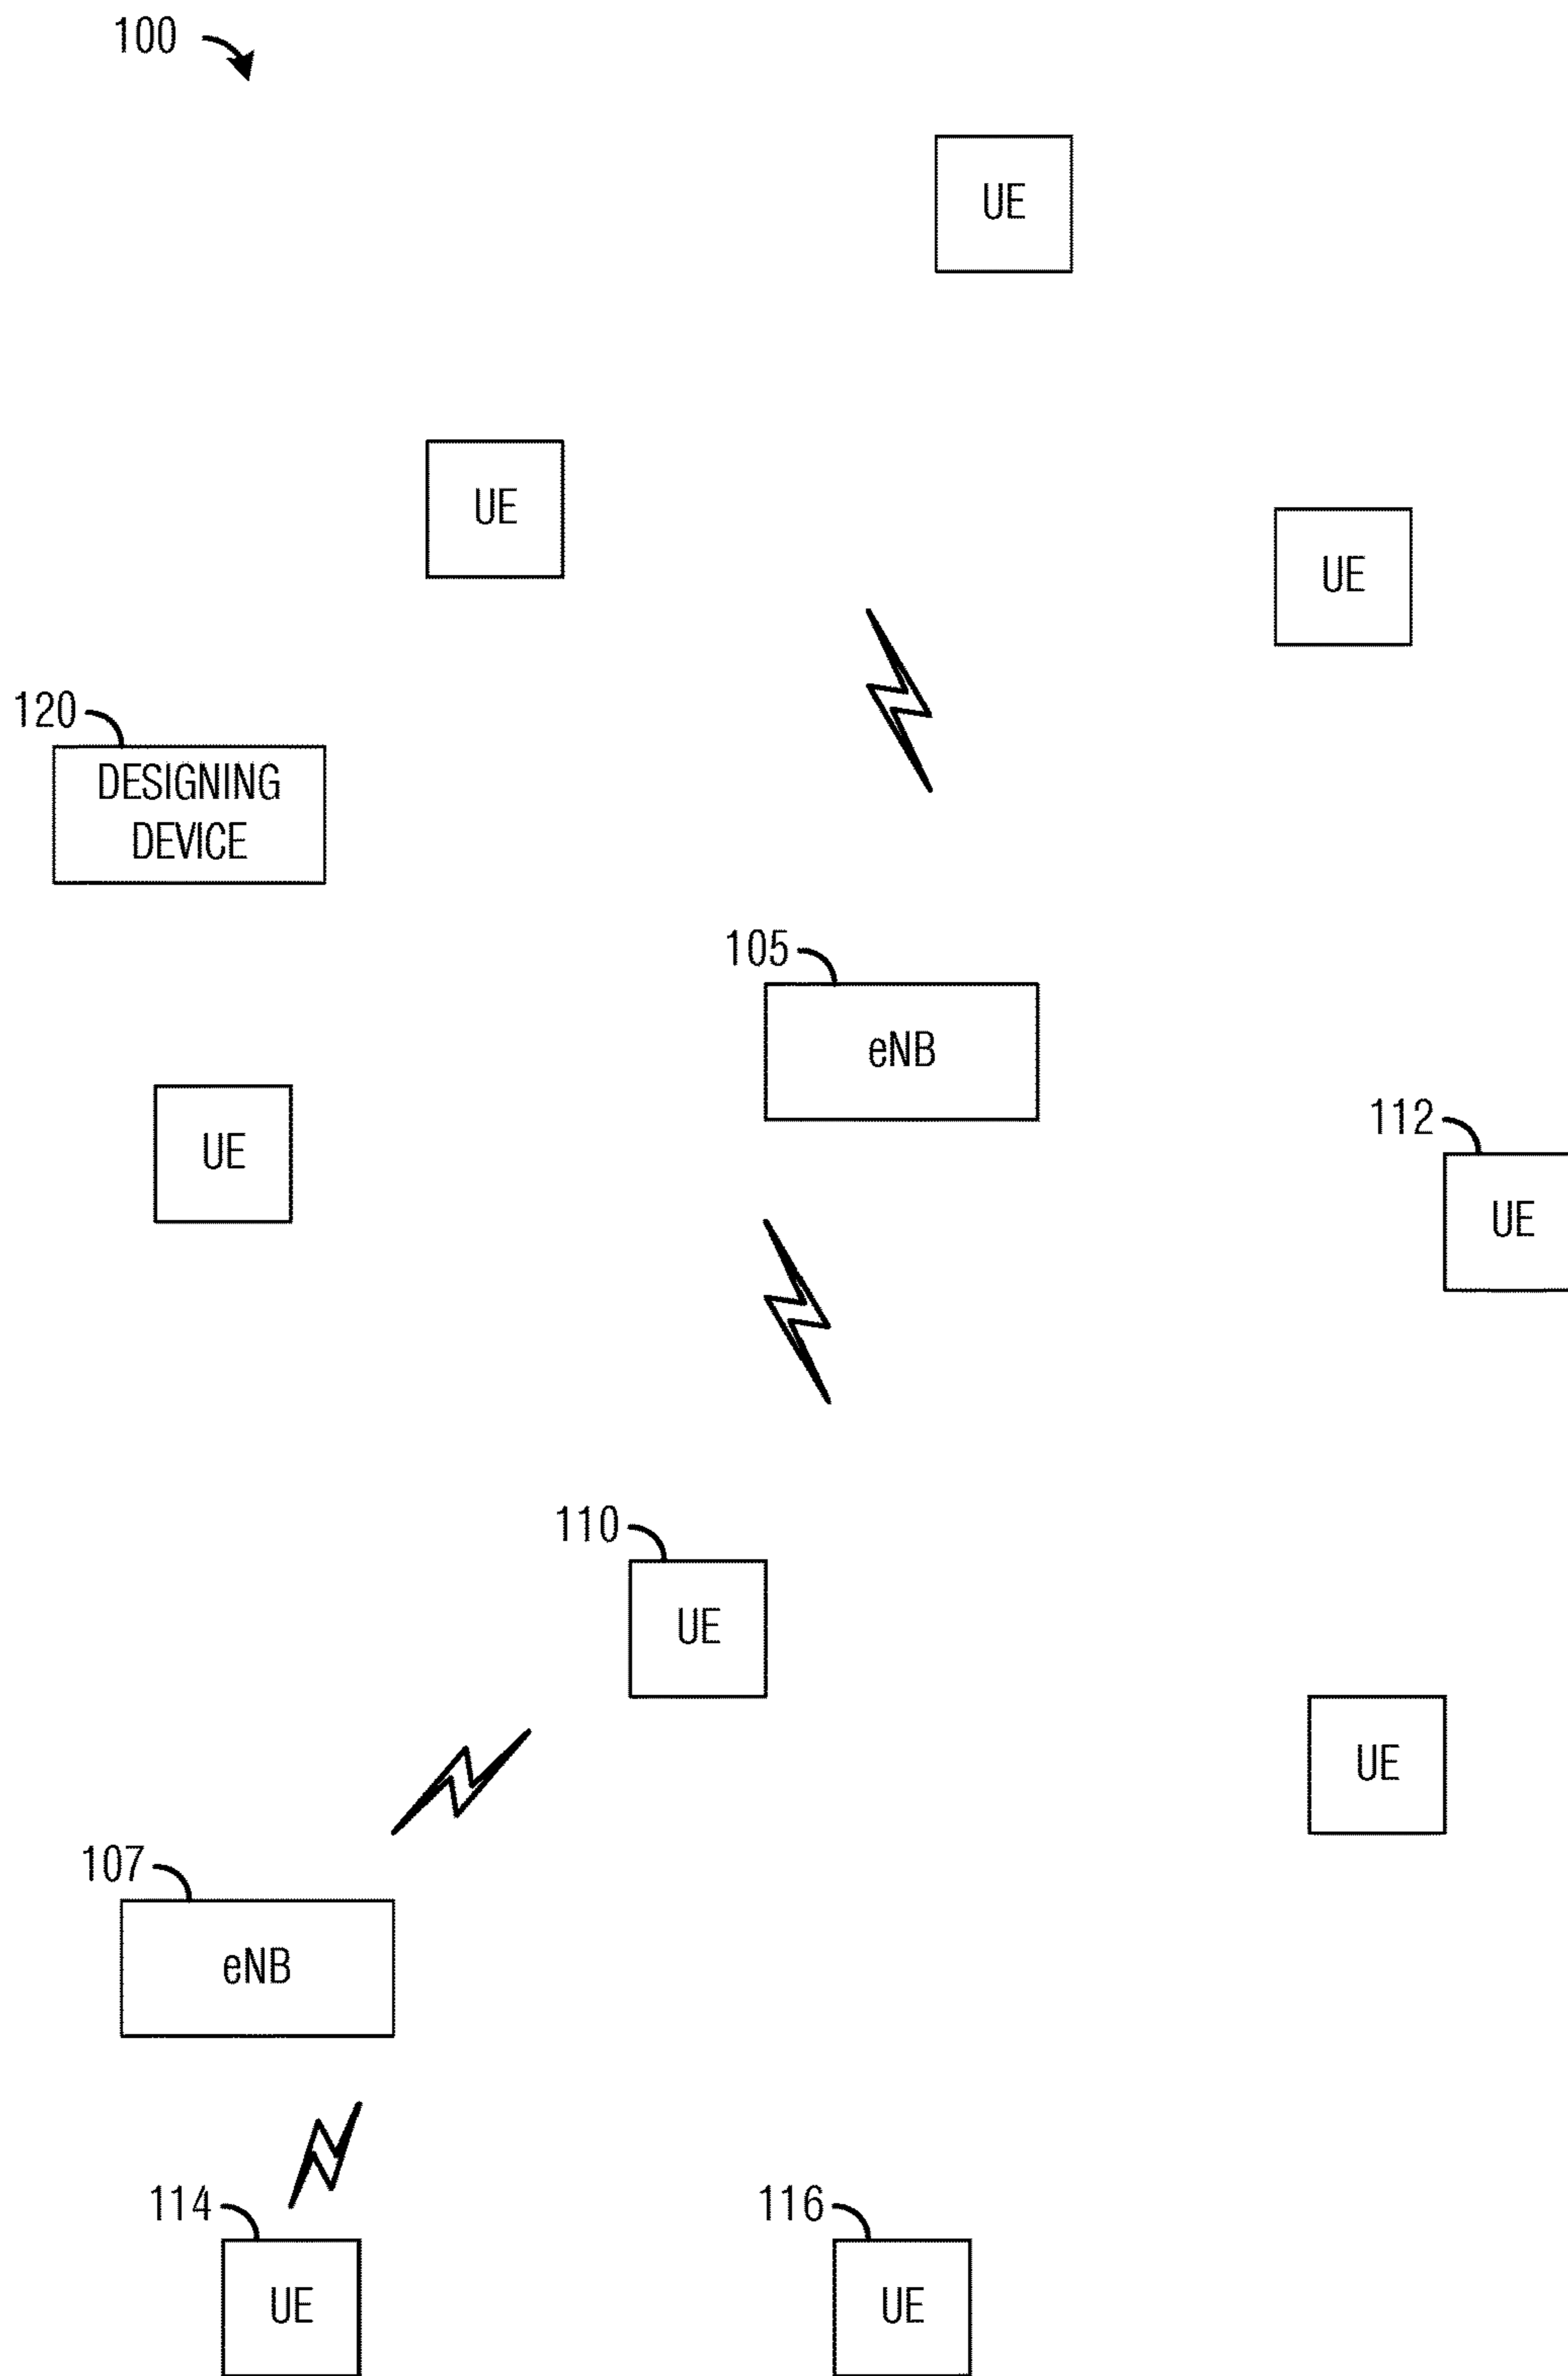 100
UE
UE
UE
120
DESIGNING
DEVICE
105
eNB
UE
112
UE
110
UE
UE
107
eNB
114
UE
116
UE